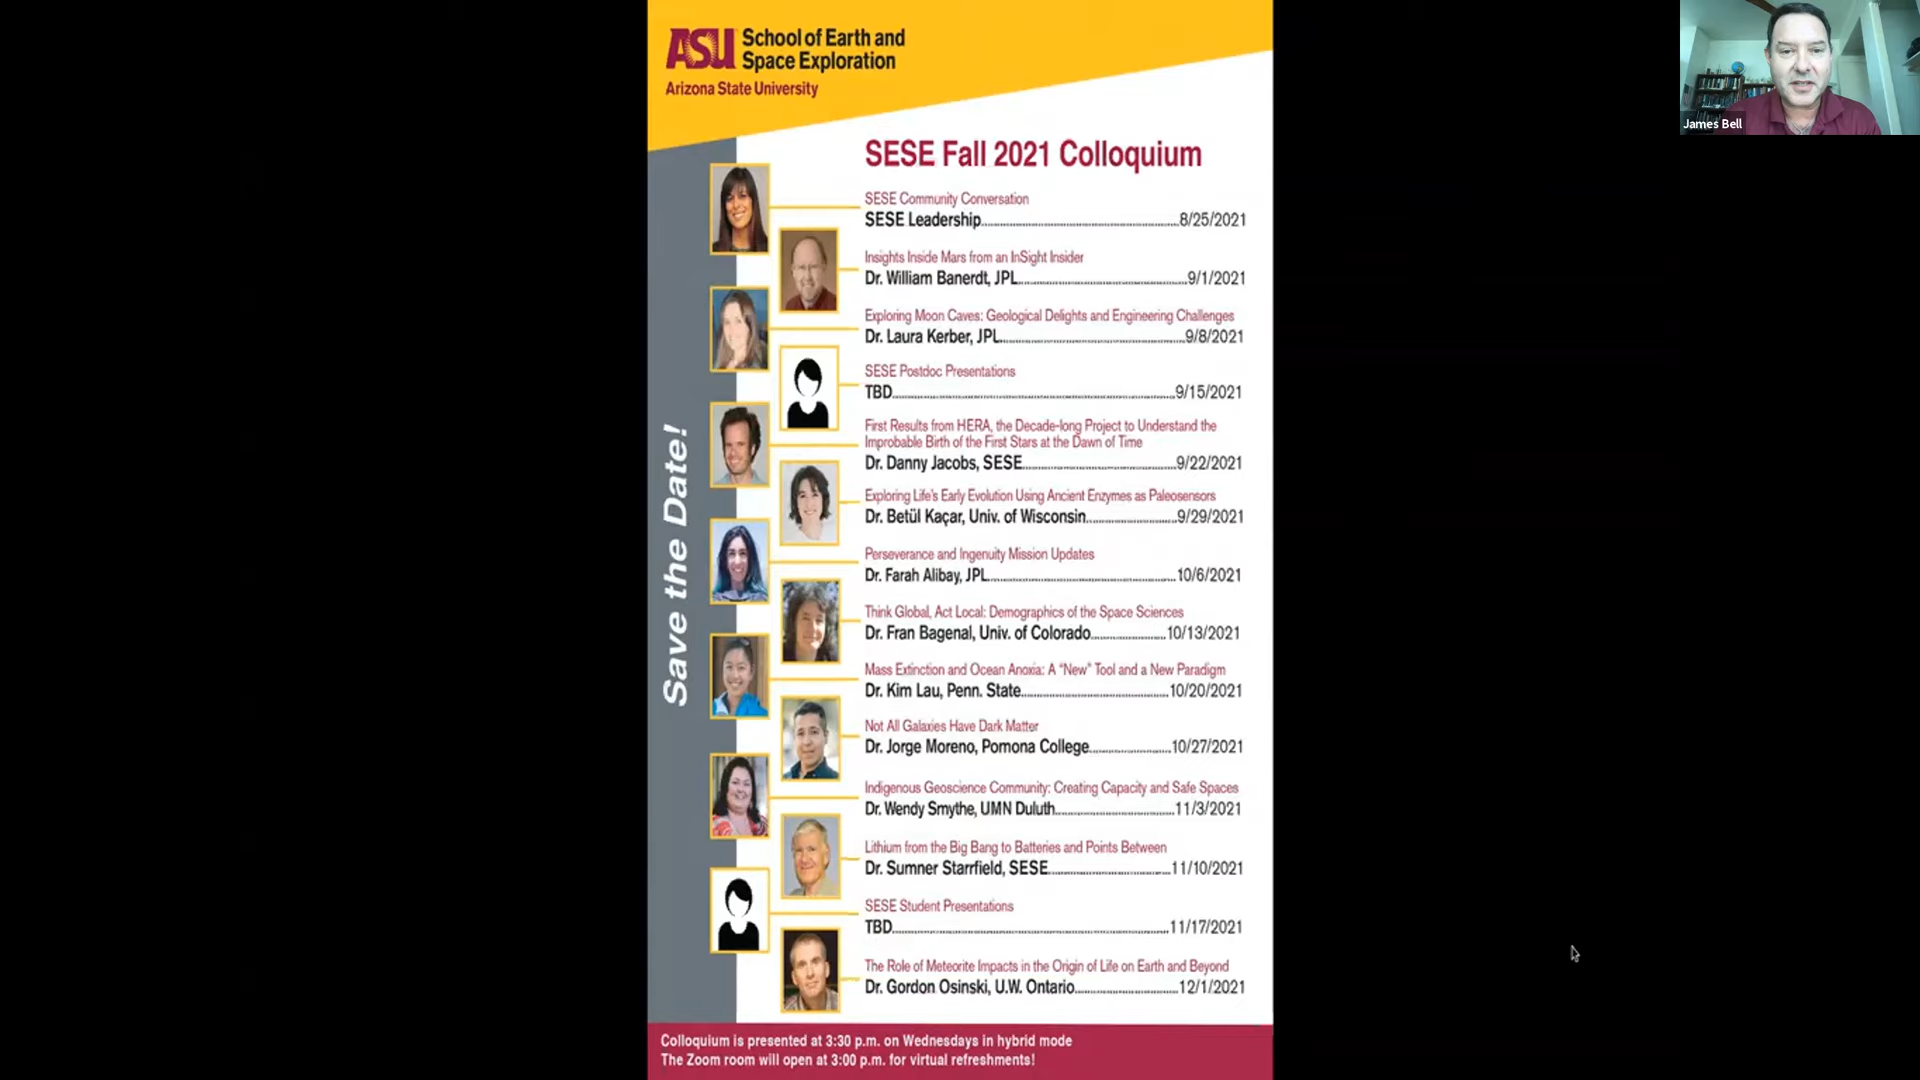 ASU School of Earth and
Space Exploration
Arizona State University
James Bell
SESE Fall 2021 Colloquium
Save the Date!
SESE Community Conversation
SESE Leadership 8/25/2021
Insights Inside Mars from an InSight Insider
Dr. William Banerdt, JPL 9/1/2021
Exploring Moon Caves: Geological Delights and Engineering Challenges
Dr. Laura Kerber, JPL 9/8/2021
SESE Postdoc Presentations
TBD 9/15/2021
First Results from HERA, the Decade-long Project to Understand the
Improbable Birth of the First Stars at the Dawn of Time
Dr. Danny Jacobs, SESE 9/22/2021
Exploring Life's Early Evolution Using Ancient Enzymes as Paleosensors
Dr. Betül Kaçar, Univ. of Wisconsin 9/29/2021
Perseverance and Ingenuity Mission Updates
Dr. Farah Alibay, JPL 10/6/2021
Think Global, Act Local: Demographics of the Space Sciences
Dr. Fran Bagenal, Univ. of Colorado 10/13/2021
Mass Extinction and Ocean Anoxia: A “New” Tool and a New Paradigm
Dr. Kim Lau, Penn. State 10/20/2021
Not All Galaxies Have Dark Matter
Dr. Jorge Moreno, Pomona College 10/27/2021
Indigenous Geoscience Community: Creating Capacity and Safe Spaces
Dr. Wendy Smythe, UMN Duluth 11/3/2021
Lithium from the Big Bang to Batteries and Points Between
Dr. Sumner Starrfield, SESE 11/10/2021
SESE Student Presentations
TBD 11/17/2021
The Role of Meteorite Impacts in the Origin of Life on Earth and Beyond
Dr. Gordon Osinski, U.W. Ontario 12/1/2021
Colloquium is presented at 3:30 p.m. on Wednesdays in hybrid mode
The Zoom room will open at 3:00 p.m. for virtual refreshments!